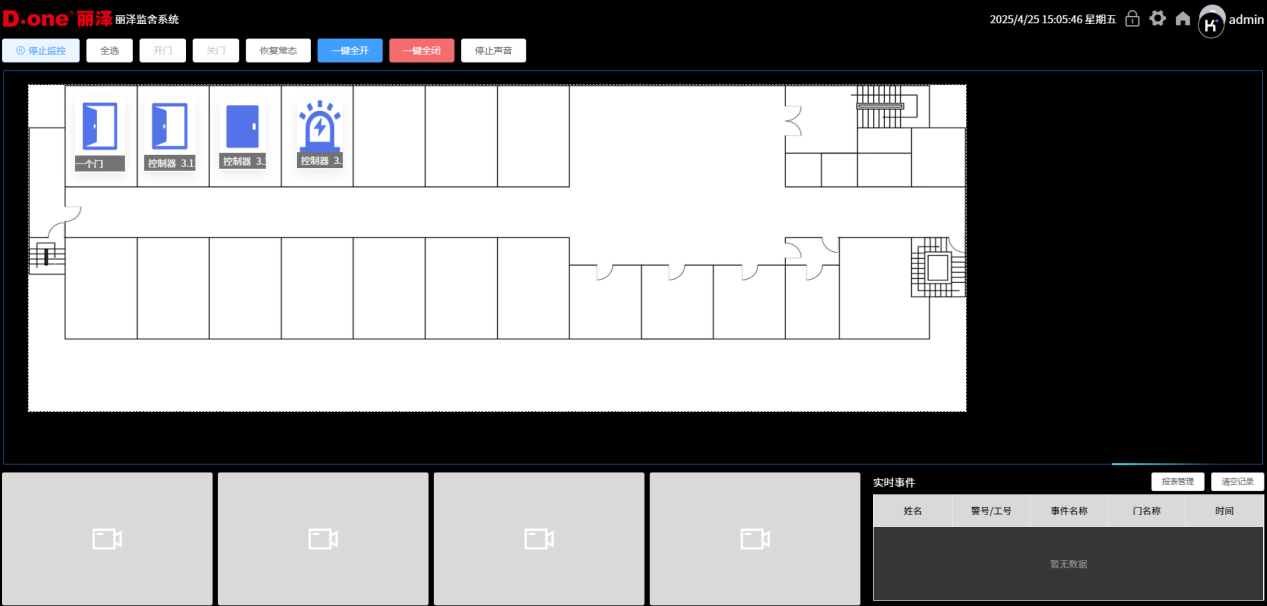 D.one 丽泽 丽泽监舍系统
2025/4/25 15:05:46 星期五
admin
停止监控 全选 开门 关门 恢复常态 一键全开 一键全闭 停止声音
一个门
控制器 3.1
控制器 3.
控制器 3.
实时事件
报表管理 清空记录
姓名 警号/工号 事件名称 门名称 时间
暂无数据